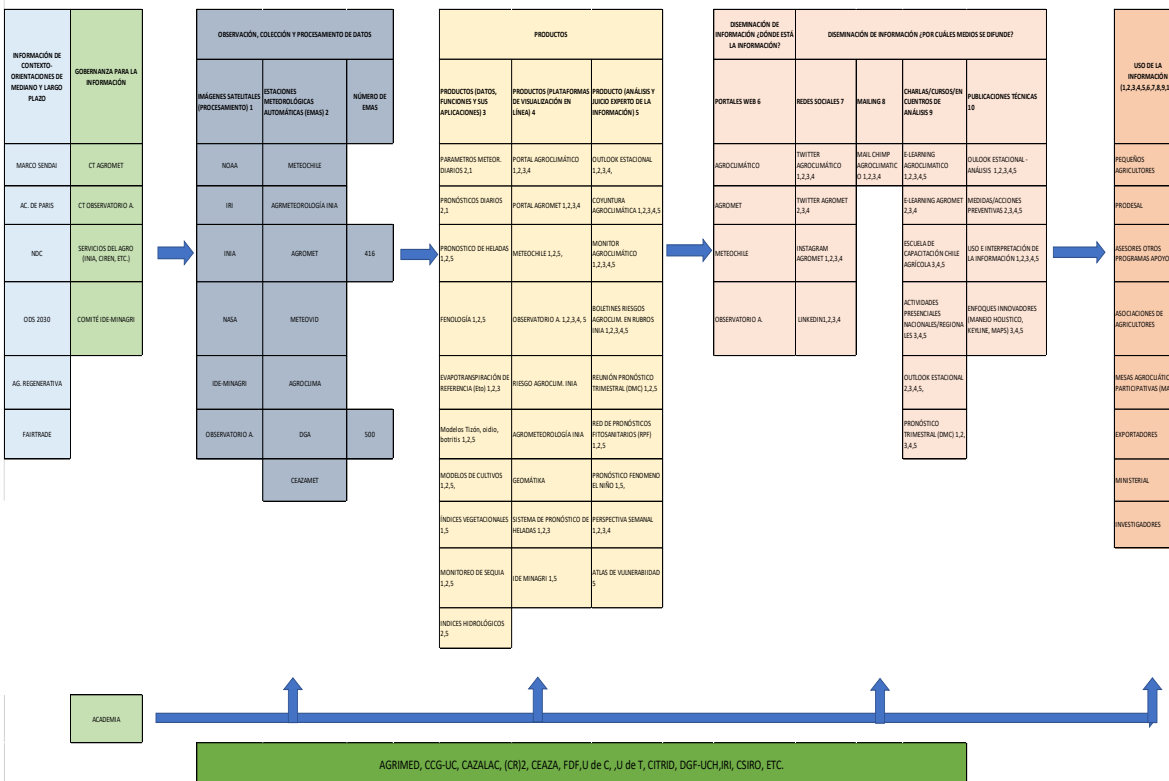 INFORMACIÓN DE
CONTEXTO-
ORIENTACIONES DE
MEDIANO Y LARGO
PLAZO
MARCO SENDAI
AC. DE PARIS
NDC
ODS 2030
AG. REGENERATIVA
FAIRTRADE
GOBERNANZA PARA LA
INFORMACIÓN
CT AGROMET
CT OBSERVATORIO A.
SERVICIOS DEL AGRO
(INIA, CIREN, ETC.)
COMITÉ IDE-MINAGRI
OBSERVACIÓN, COLECCIÓN Y PROCESAMIENTO DE DATOS
IMÁGENES SATELITALES
(PROCESAMIENTO) 1
NOAA
IRI
INIA
NASA
IDE-MINAGRI
OBSERVATORIO A.
ESTACIONES
METEOROLÓGICAS
AUTOMÁTICAS (EMAS) 2
METEOCHILE
AGRMETEOROLOGÍA INIA
AGROMET
METEOVID
AGROCLIMA
DGA
CEAZAMET
NÚMERO DE
EMAS
416
500
PRODUCTOS
PRODUCTOS (DATOS,
FUNCIONES Y SUS
APLICACIONES) 3
PARAMETROS METEOR.
DIARIOS 2,1
PRONÓSTICOS DIARIOS
2,1
PRONOSTICO DE HELADAS
1,2,5
FENOLOGÍA 1,2,5
EVAPOTRANSPIRACIÓN DE
REFERENCIA (Eto) 1,2,3
Modelos Tizón, oidio,
botritis 1,2,5
MODELOS DE CULTIVOS
1,2,5,
ÍNDICES VEGETACIONALES
1,5
MONITOREO DE SEQUIA
1,2,5
INDICES HIDROLÓGICOS
2,5
PRODUCTOS (PLATAFORMAS
DE VISUALIZACIÓN EN
LÍNEA) 4
PORTAL AGROCLIMÁTICO
1,2,3,4
PORTAL AGROMET 1,2,3,4
METEOCHILE 1,2,5,
OBSERVATORIO A. 1,2,3,4, 5
RIESGO AGROCLIM. INIA
AGROMETEOROLOGÍA INIA
GEOMÁTIKA
SISTEMA DE PRONÓSTICO DE
HELADAS 1,2,3
IDE MINAGRI 1,5
PRODUCTO (ANÁLISIS Y
JUICIO EXPERTO DE LA
INFORMACIÓN) 5
OUTLOOK ESTACIONAL
1,2,3,4,
COYUNTURA
AGROCLIMÁTICA 1,2,3,4,5
MONITOR
AGROCLIMÁTICO
1,2,3,4,5
BOLETINES RIESGOS
AGROCLIM. EN RUBROS
INIA 1,2,3,4,5
REUNIÓN PRONÓSTICO
TRIMESTRAL (DMC) 1,2,5
RED DE PRONÓSTICOS
FITOSANITARIOS (RPF)
1,2,5
PRONÓSTICO FENOMENO
EL NIÑO 1,5,
PERSPECTIVA SEMANAL
1,2,3,4
ATLAS DE VULNERABIIDAD
5
DISEMINACIÓN DE
INFORMACIÓN ¿DÓNDE ESTÁ
LA INFORMACIÓN?
PORTALES WEB 6
AGROCLIMÁTICO
AGROMET
METEOCHILE
OBSERVATORIO A.
DISEMINACIÓN DE INFORMACIÓN ¿POR CUÁLES MEDIOS SE DIFUNDE?
REDES SOCIALES 7
TWITTER
AGROCLIMÁTICO
1,2,3,4
TWITTER AGROMET
2,3,4
INSTAGRAM
AGROMET 1,2,3,4
LINKEDIN1,2,3,4
MAILING 8
MAIL CHIMP
AGROCLIMATIC
O 1,2,3,4
CHARLAS/CURSOS/EN
CUENTROS DE
ANÁLISIS 9
E-LEARNING
AGROCLIMATICO
1,2,3,4,5
E-LEARNING AGROMET
2,3,4
ESCUELA DE
CAPACITACIÓN CHILE
AGRÍCOLA 3,4,5
ACTIVIDADES
PRESENCIALES
NACIONALES/REGIONA
LES 3,4,5
OUTLOOK ESTACIONAL
2,3,4,5,
PRONÓSTICO
TRIMESTRAL (DMC) 1,2,
3,4,5
PUBLICACIONES TÉCNICAS
10
OULOOK ESTACIONAL -
ANÁLISIS 1,2,3,4,5
MEDIDAS/ACCIONES
PREVENTIVAS 2,3,4,5
USO E INTERPRETACIÓN DE
LA INFORMACIÓN 1,2,3,4,5
ENFOQUES INNOVADORES
(MANEJO HOUSTICO,
KEYLINE, MAPS) 3,4,5
USO DE LA
INFORMACIÓN
(1,2,3,4,5,6,7,8,9,1
PEQUEÑOS
AGRICULTORES
PRODESAL
ASESORES OTROS
PROGRAMAS APOYO
ASOCIACIONES DE
AGRICULTORES
MESAS AGROCLIÁTIC
PARTICIPATIVAS (MA
EXPORTADORES
MINISTERIAL
INVESTIGADORES
ACADEMIA
AGRIMED, CCG-UC, CAZALAC, (CR)2, CEAZA, FDF,U de C, ,U de T, CITRID, DGF-UCH,IRI, CSIRO, ETC.